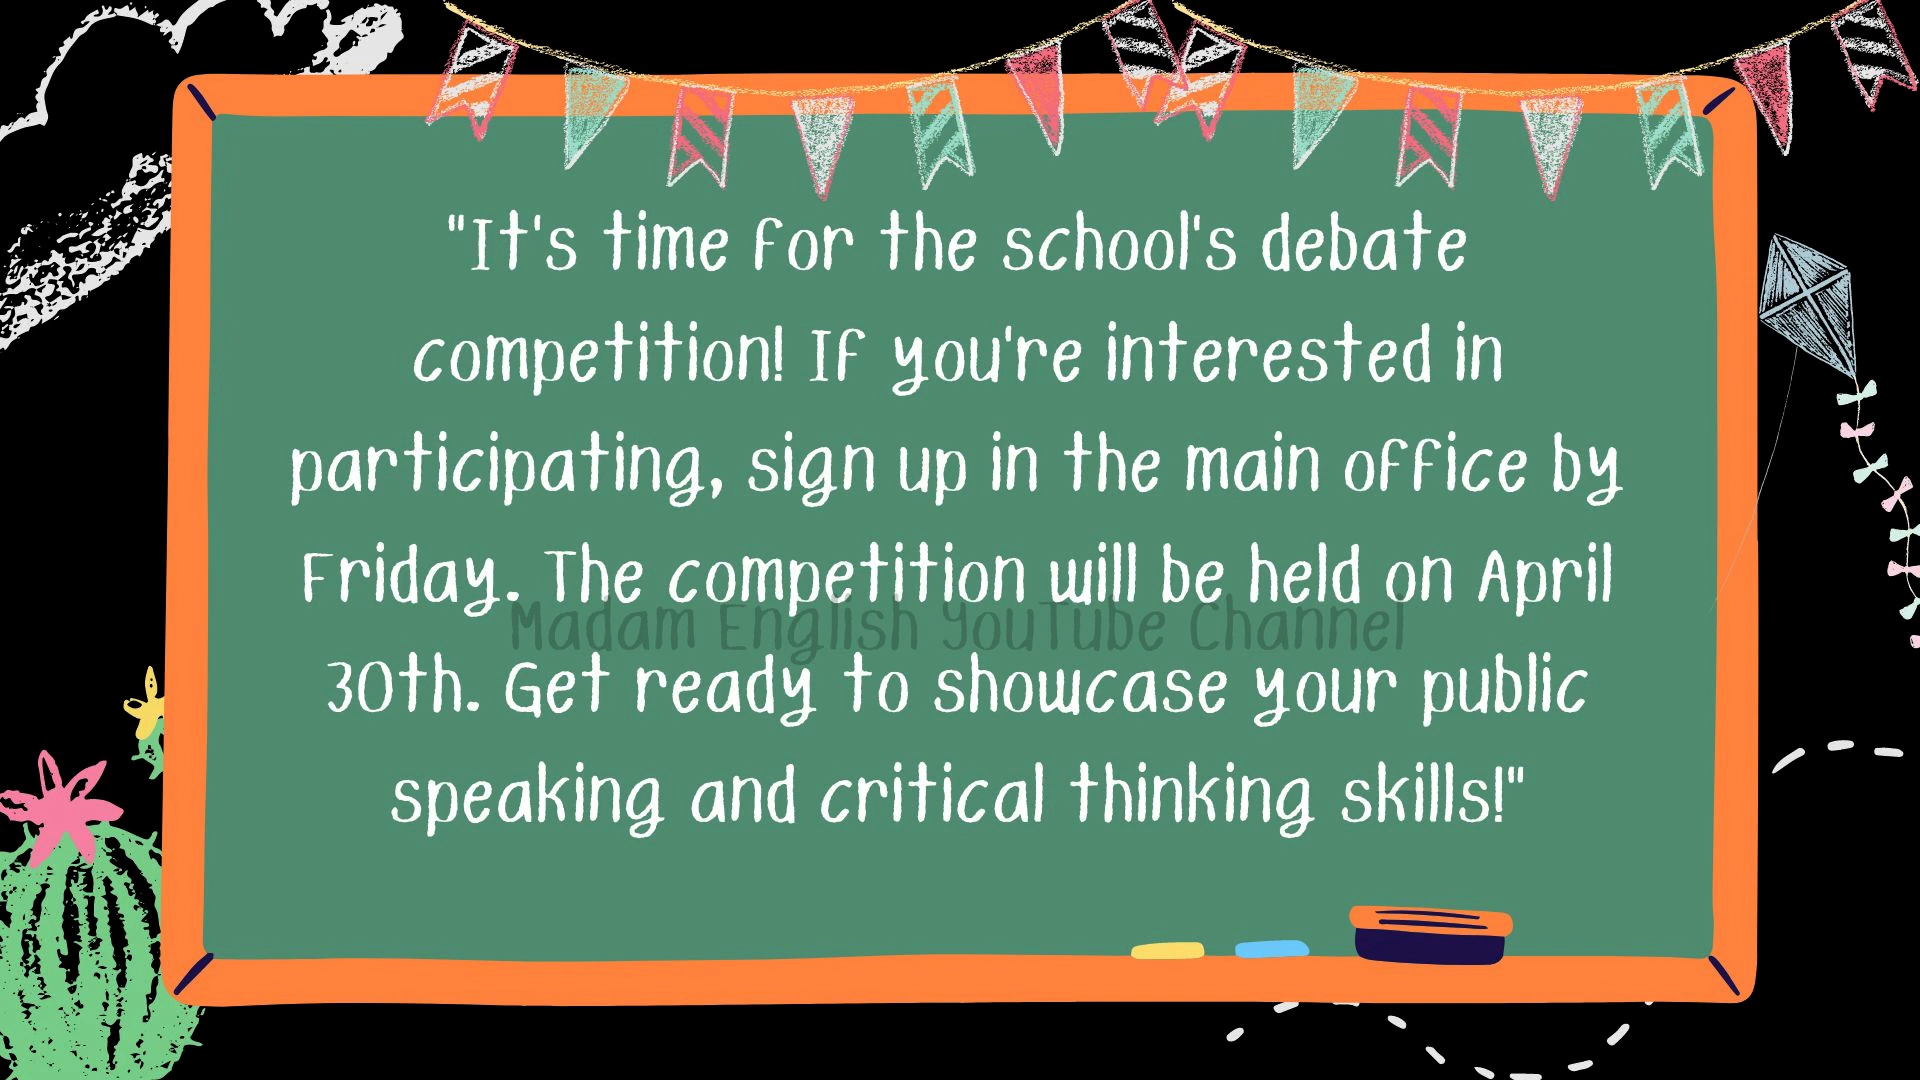 "It's time for the school's debate
competition! If you're interested in
participating, sign up in the main office by
Friday. The competition will be held on April
Madam English YouTube Channel
30th. Get ready to showcase your public
speaking and critical thinking skills!"